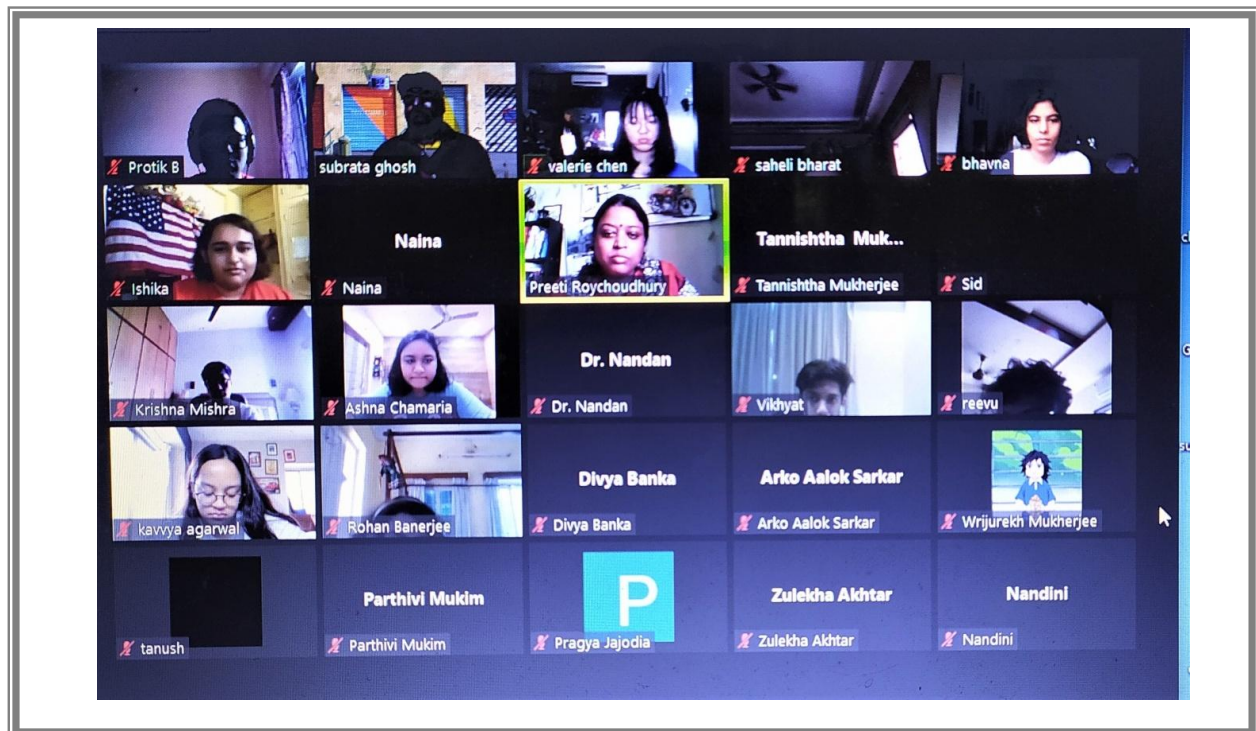 Protik B
subrata ghosh
valerie chen
saheli bharat
bhavna
Ishika
Naina
Naina
Preeti Roychoudhury
Tannishtha Muk...
Tannishtha Mukherjee
Sid
Krishna Mishra
Ashna Chamaria
Dr. Nandan
Dr. Nandan
Vikhyat
reevu
kavvya agarwal
Rohan Banerjee
Divya Banka
Divya Banka
Arko Aalok Sarkar
Arko Aalok Sarkar
Wrijurekh Mukherjee
tanush
Parthivi Mukim
Parthivi Mukim
P
Pragya Jajodia
Zulekha Akhtar
Zulekha Akhtar
Nandini
Nandini